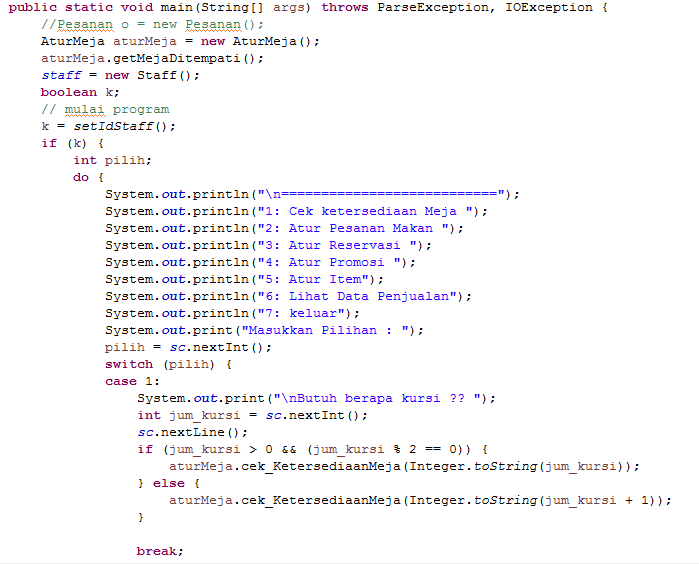 public static void main(String[] args) throws ParseException, IOException {
//Pesanan o = new Pesanan();
AturMeja aturMeja = new AturMeja();
aturMeja.getMejaDitempati();
staff = new Staff();
boolean k;
// mulai program
k = setIdStaff();
if (k) {
int pilih;
do {
System.out.println("\n===========================");
System.out.println("1: Cek ketersediaan Meja ");
System.out.println("2: Atur Pesanan Makan ");
System.out.println("3: Atur Reservasi ");
System.out.println("4: Atur Promosi ");
System.out.println("5: Atur Item");
System.out.println("6: Lihat Data Penjualan");
System.out.println("7: keluar");
System.out.print("Masukkan Pilihan : ");
pilih = sc.nextInt();
switch (pilih) {
case 1:
System.out.print("\nButuh berapa kursi ?? ");
int jum_kursi = sc.nextInt();
sc.nextLine();
if (jum_kursi > 0 && (jum_kursi % 2 == 0)) {
aturMeja.cek_KetersediaanMeja(Integer.toString(jum_kursi));
} else {
aturMeja.cek_KetersediaanMeja(Integer.toString(jum_kursi + 1));
}
break;